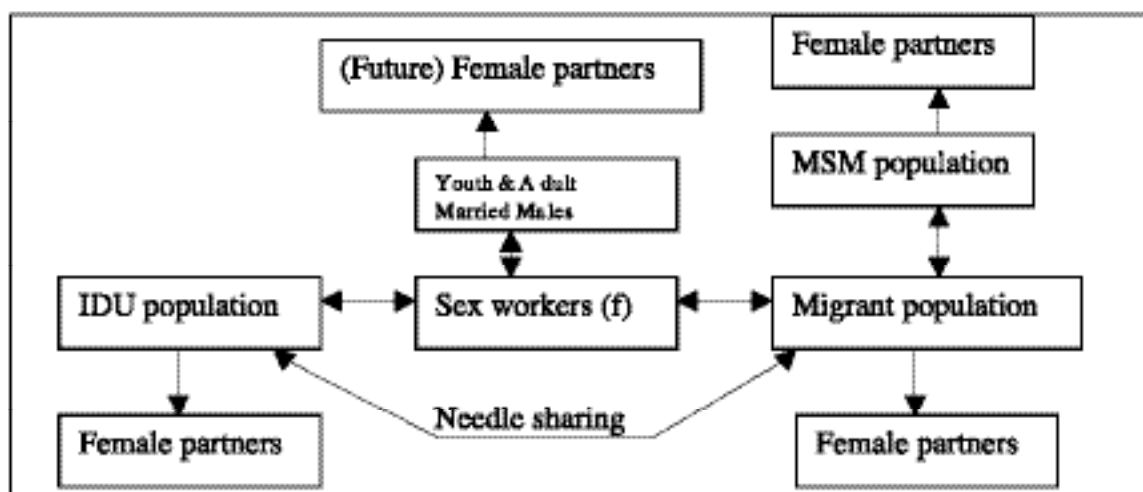 Female partners
(Future) Female partners
MSM population
Youth & A dult
Married Males
IDU population
Sex workers (f)
Migrant population
Needle sharing
Female partners
Female partners